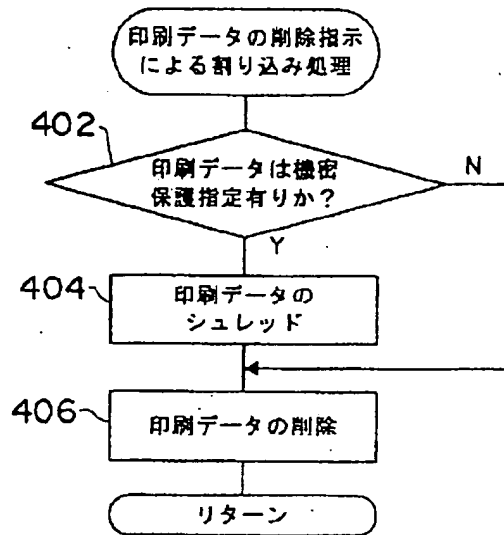 印刷データの削除指示
による割り込み処理
402
印刷データは機密
保護指定有りか？
N
Y
404
印刷データの
シュレッド
406
印刷データの削除
リターン